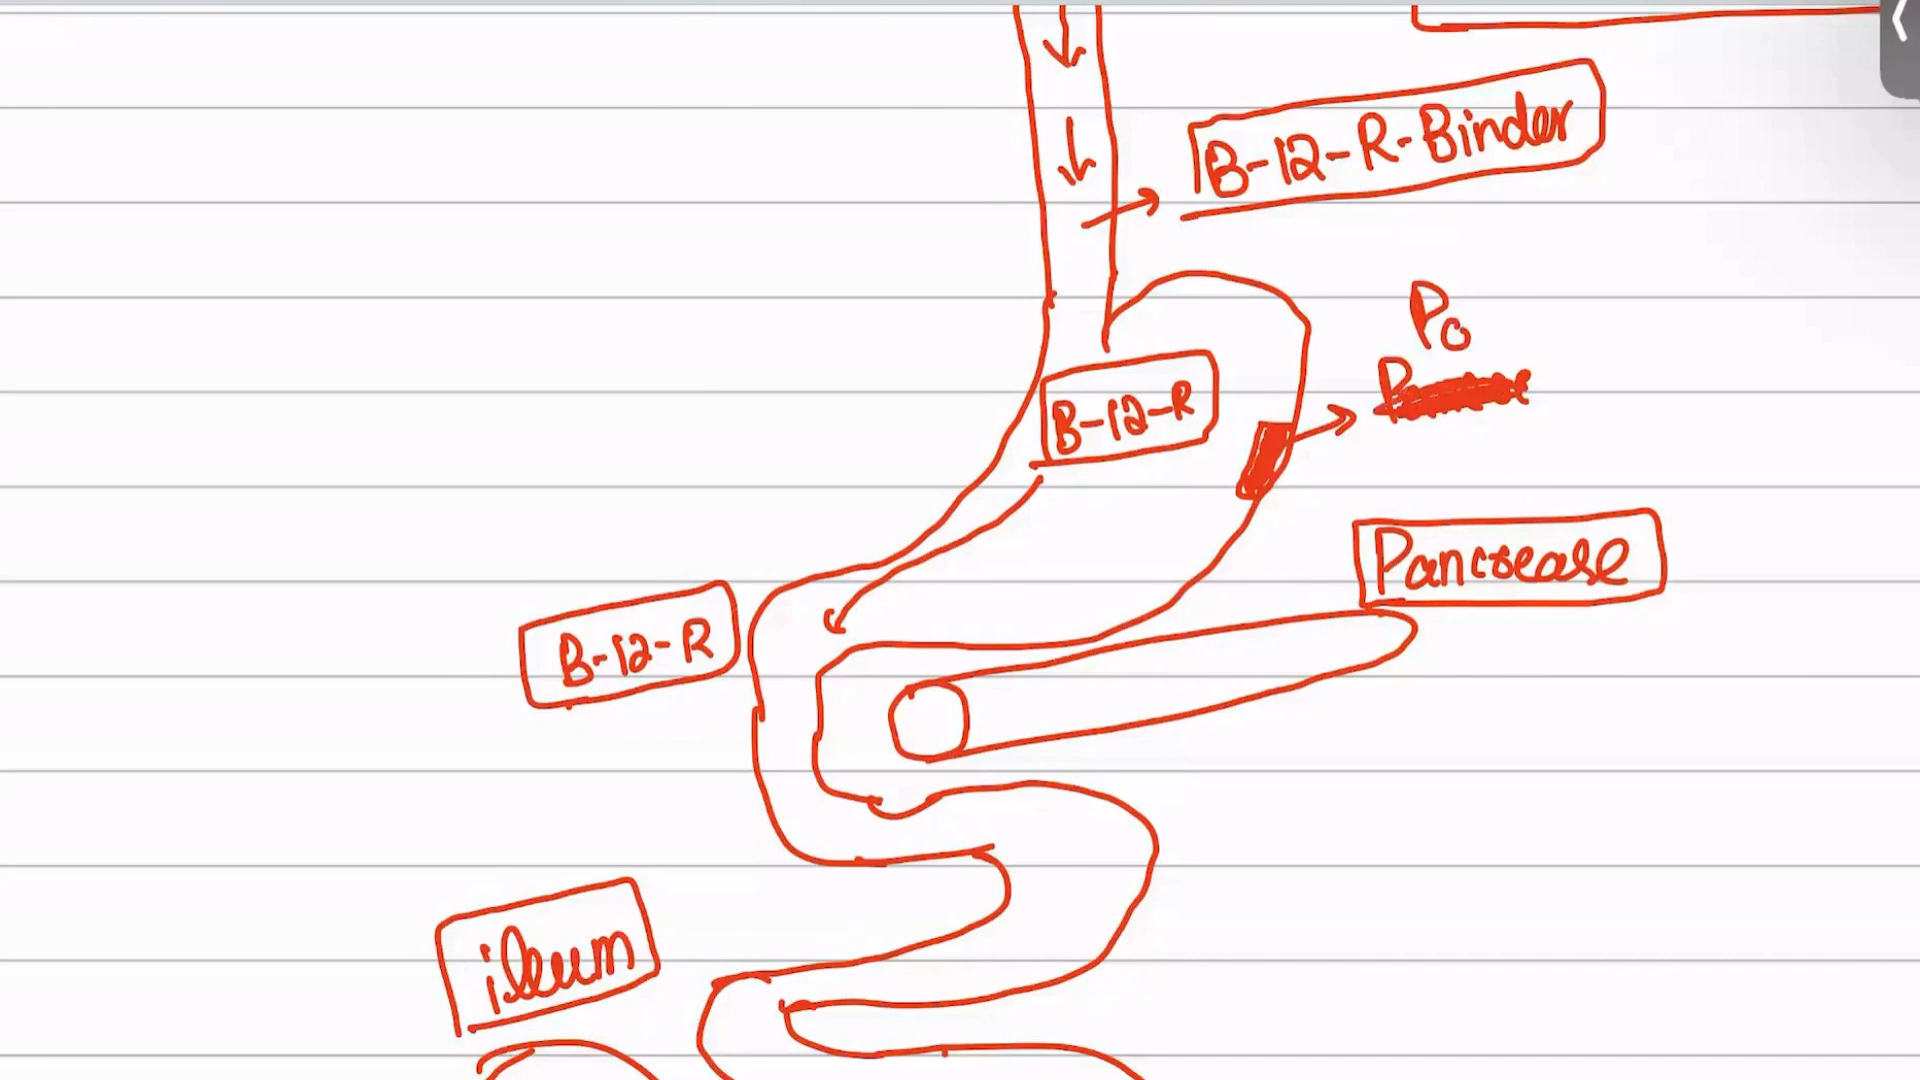 B-12-R-Binder
Po
B-12-R
Pancrease
B-12-R
ileum